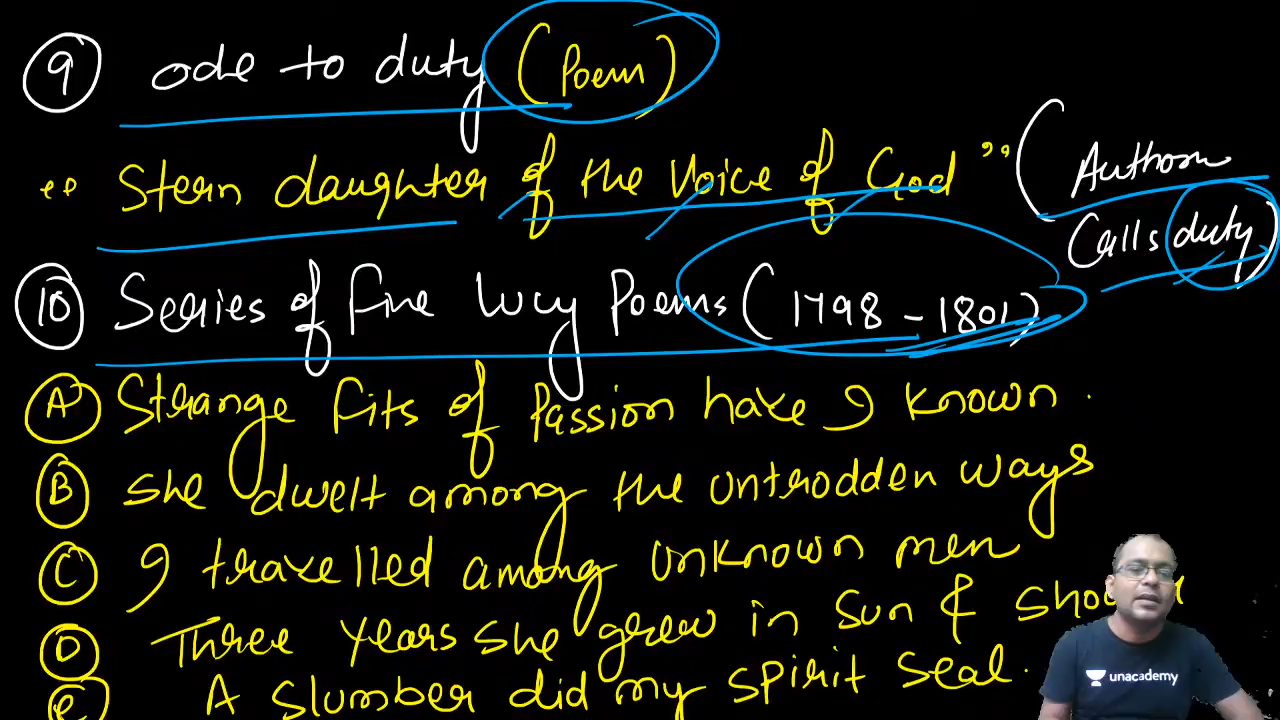 9 ode to duty (Poem)
"Stern daughter of the Voice of God" (Author
Calls duty)
10 Series of Five Lucy Poems (1798 - 1801)
A Strange Fits of Passion have I known.
B She dwelt among the untrodden ways
C I travelled among unknown men
D Three years she grew in sun &
E A slumber did my spirit seal.
unacademy